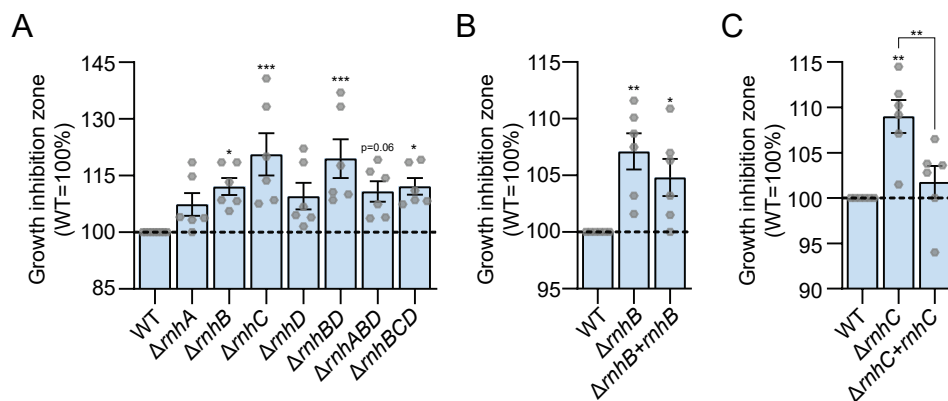 A
Growth inhibition zone
(WT=100%)
145
130
115
100
85
*
***
***
p=0.06
*
WT
ΔrnhA
ΔrnhB
ΔrnhC
ΔrnhD
ΔrnhBD
ΔrnhABD
ΔrnhBCD
B
Growth inhibition zone
(WT=100%)
115
110
105
100
95
**
*
WT
ΔrnhB
ΔrnhB+rnhB
C
Growth inhibition zone
(WT=100%)
115
110
105
100
95
90
**
**
WT
ΔrnhC
ΔrnhC+rnhC